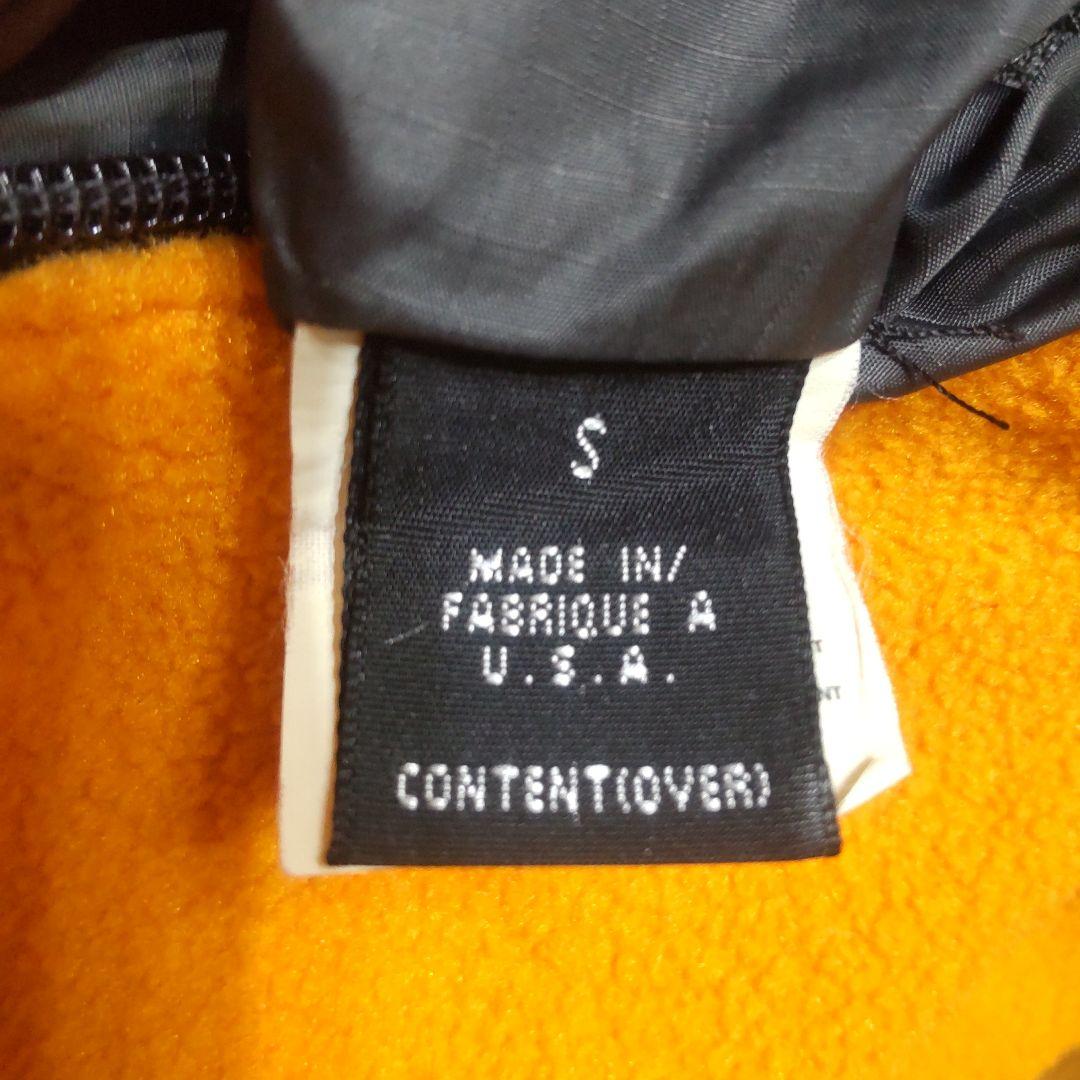 S
MADE IN/
FABRIQUE A
U.S.A.
CONTENT(OVER)